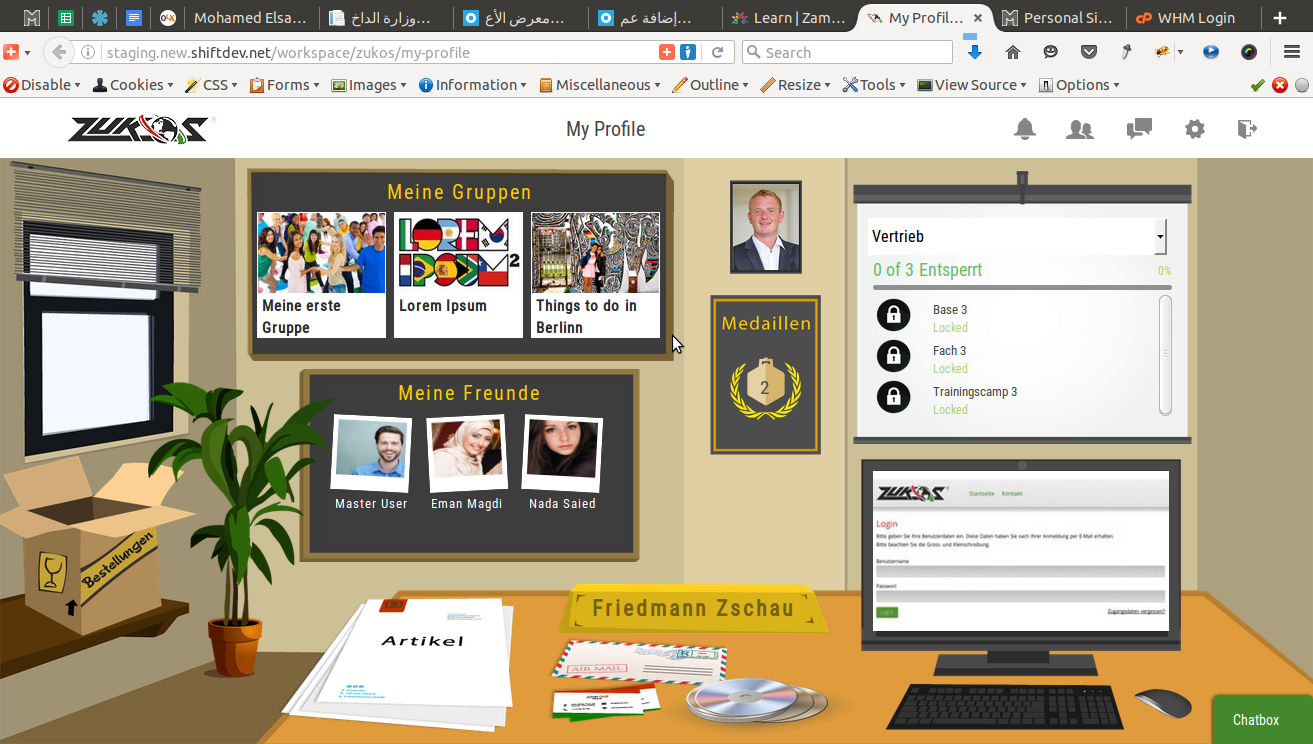 Mohamed Elsa...
وزارة الداخ...
معرض الأع...
إضافة عم...
Learn | Zam...
My Profil...
Personal Si...
WHM Login
staging.new.shiftdev.net/workspace/zukos/my-profile
Search
Disable
Cookies
CSS
Forms
Images
Information
Miscellaneous
Outline
Resize
Tools
View Source
Options
ZUKOS
My Profile
Meine Gruppen
Meine erste
Gruppe
Lorem Ipsum
Things to do in
Berlinn
LOREM
IPSUM²
Meine Freunde
Master User
Eman Magdi
Nada Saied
Medaillen
2
Vertrieb
0 of 3 Entsperrt
0%
Base 3
Locked
Fach 3
Locked
Trainingscamp 3
Locked
ZUKOS
Startseite
Kontakt
Login
Bitte geben Sie Ihre Benutzerdaten ein. Diese Daten haben Sie nach Ihrer Anmeldung per E-Mail erhalten.
Bitte beachten Sie die Gross- und Kleinschreibung.
Benutzername
Passwort
Login
Zugangsdaten vergessen?
Bestellungen
Artikel
Friedmann Zschau
AIR MAIL
Chatbox